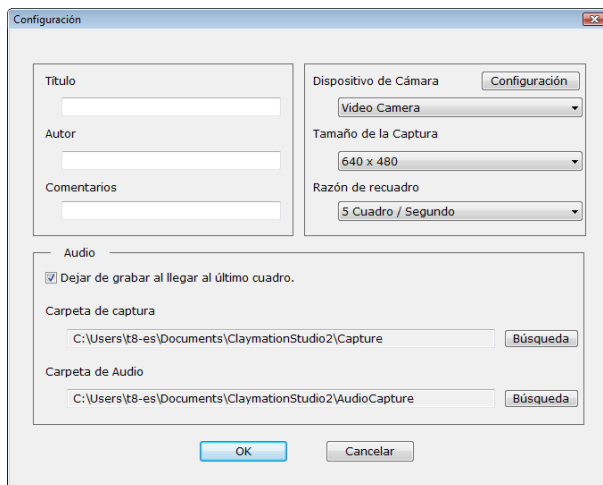 Configuración
Título
Autor
Comentarios
Dispositivo de Cámara
Configuración
Video Camera
Tamaño de la Captura
640 x 480
Razón de recuadro
5 Cuadro / Segundo
Audio
Dejar de grabar al llegar al último cuadro.
Carpeta de captura
C:\Users\t8-es\Documents\ClaymationStudio2\Capture
Búsqueda
Carpeta de Audio
C:\Users\t8-es\Documents\ClaymationStudio2\AudioCapture
Búsqueda
OK
Cancelar